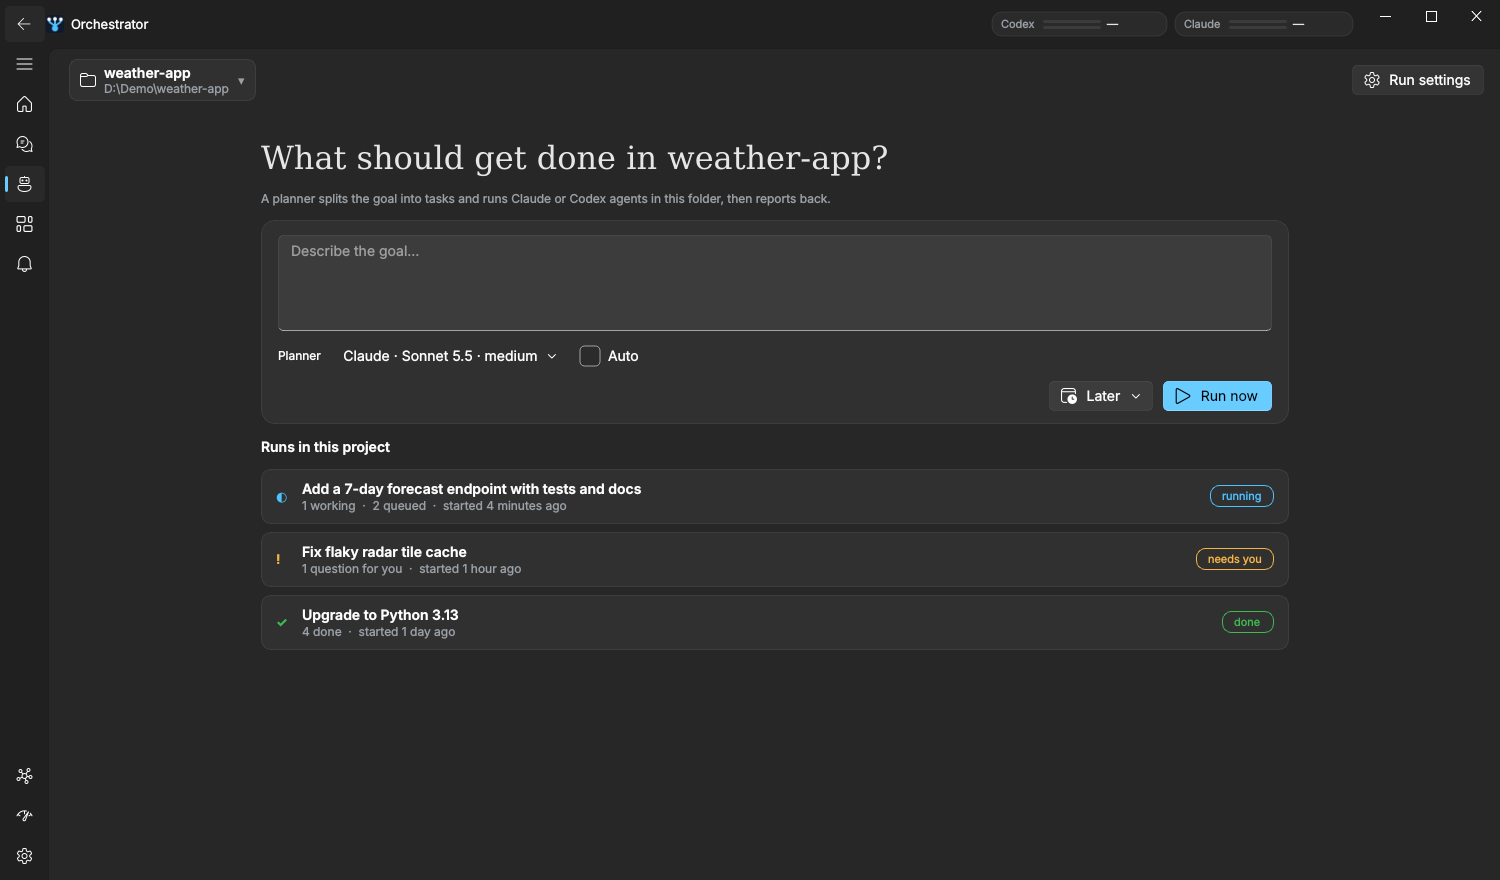 Orchestrator
Codex —
Claude —
weather-app
D:\Demo\weather-app
Run settings
What should get done in weather-app?
A planner splits the goal into tasks and runs Claude or Codex agents in this folder, then reports back.
Describe the goal...
Planner
Claude · Sonnet 5.5 · medium
Auto
Later
Run now
Runs in this project
Add a 7-day forecast endpoint with tests and docs
1 working · 2 queued · started 4 minutes ago
running
Fix flaky radar tile cache
1 question for you · started 1 hour ago
needs you
Upgrade to Python 3.13
4 done · started 1 day ago
done